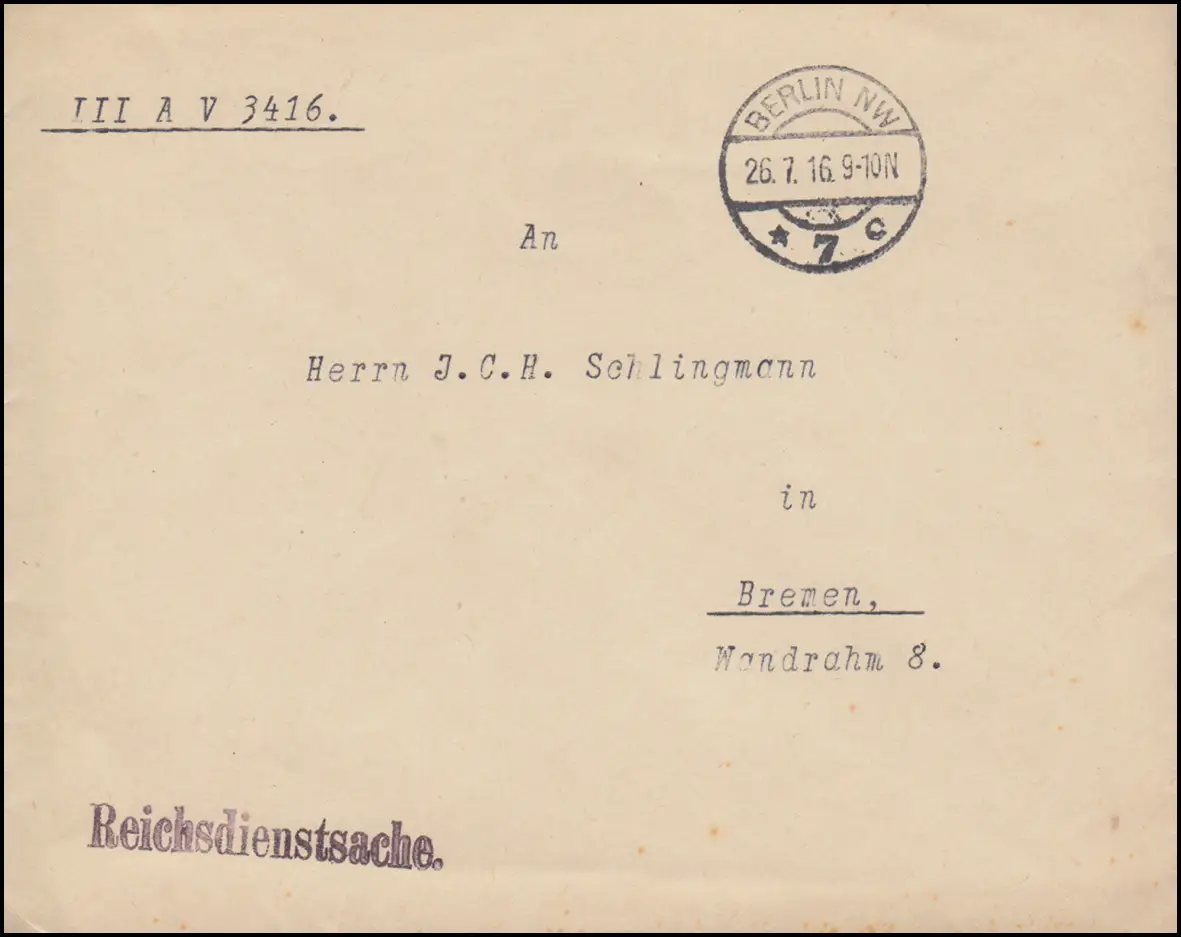 III A V 3416.
BERLIN NW
26. 7. 16. 9-10N
* 7 c
An
Herrn J.C.H. Schlingmann
in
Bremen,
Wandrahm 8.
Reichsdienstsache.